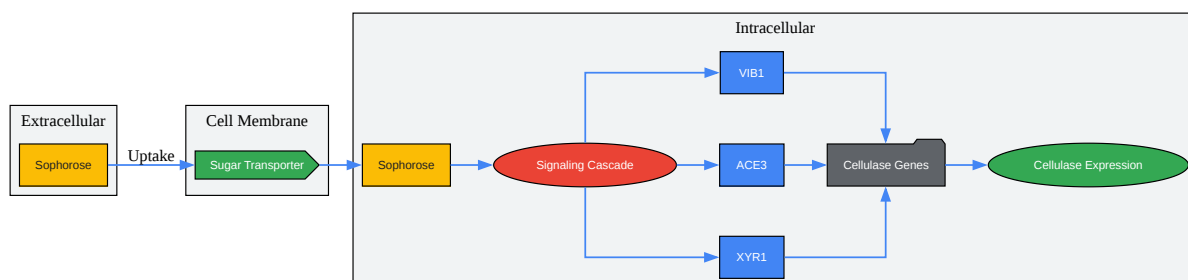 Intracellular
VIB1
Extracellular
Cell Membrane
Uptake
Sophorose
Sugar Transporter
Sophorose
Signaling Cascade
ACE3
Cellulase Genes
Cellulase Expression
XYR1